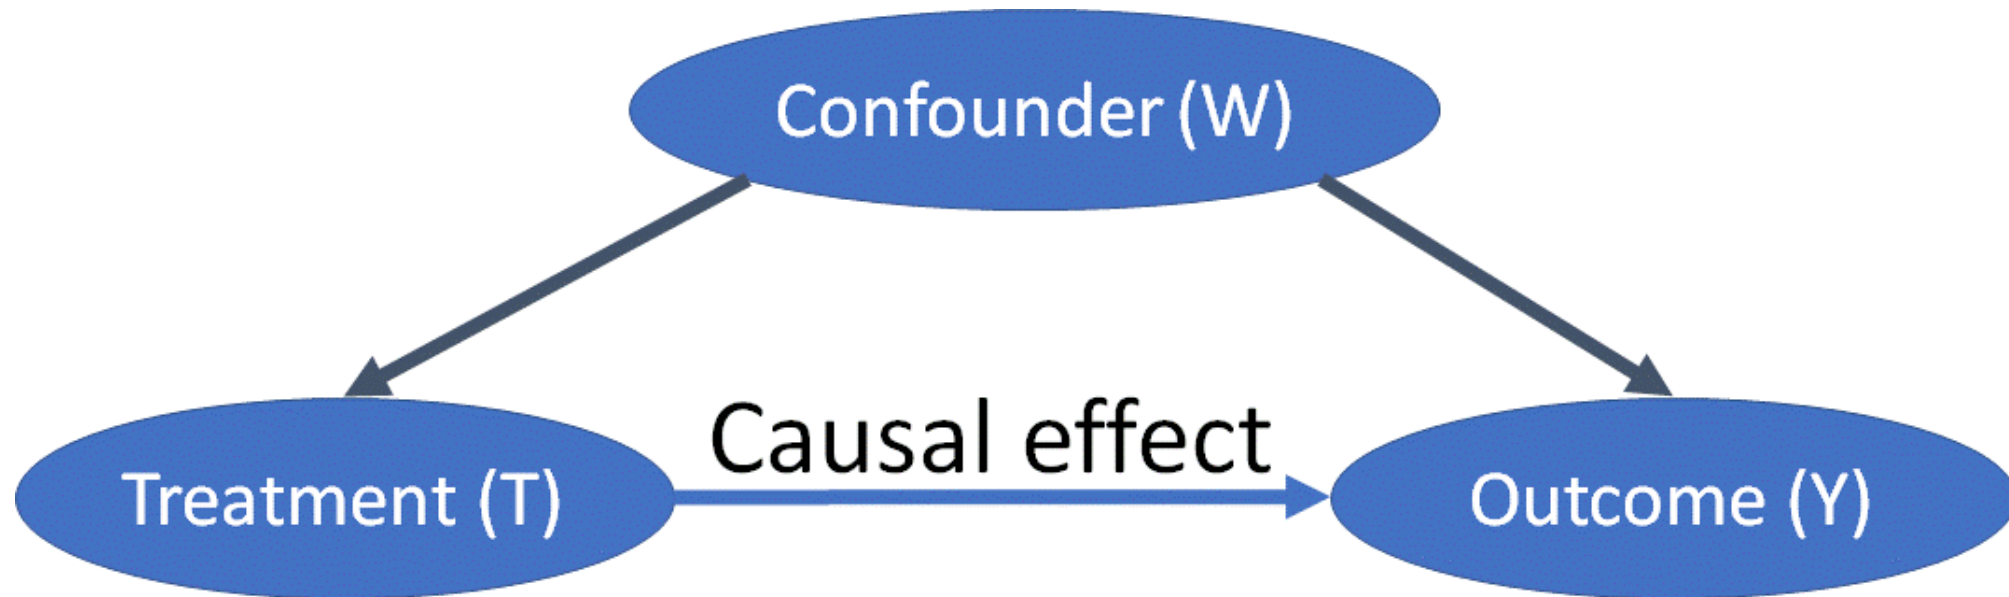 Confounder (W)
Causal effect
Treatment (T)
Outcome (Y)